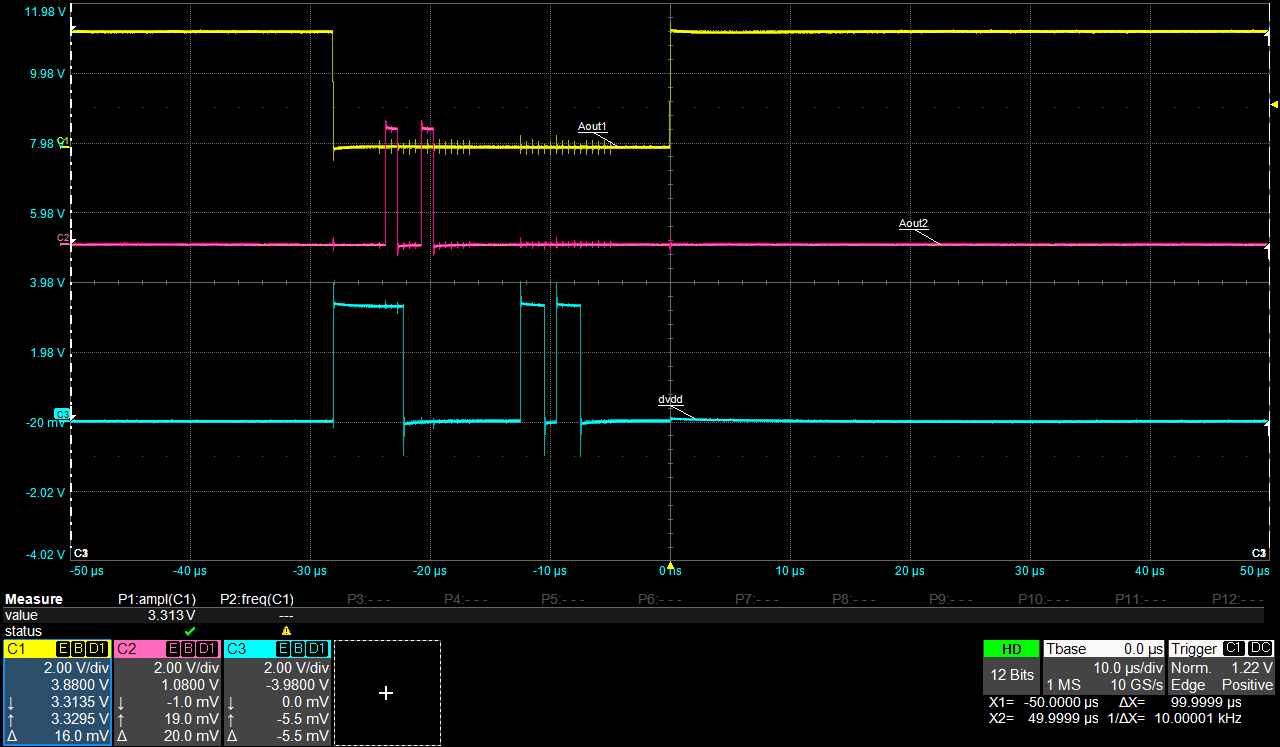 11.98 V
9.98 V
C1
7.98 V
Aout1
5.98 V
Aout2
C2
3.98 V
1.98 V
dvdd
C3
-20 mV
-2.02 V
-4.02 V
C3 C3
-50 µs -40 µs -30 µs -20 µs -10 µs 0 ns 10 µs 20 µs 30 µs 40 µs 50 µs
Measure P1:ampl(C1) P2:freq(C1) P3:- - - P4:- - - P5:- - - P6:- - - P7:- - - P8:- - - P9:- - - P10:- - - P11:- - - P12:- - -
value 3.313 V ---
status
C1 E B D1 C2 E B D1 C3 E B D1 HD Tbase 0.0 µs Trigger C1 DC
2.00 V/div 2.00 V/div 2.00 V/div 12 Bits 10.0 µs/div Norm. 1.22 V
3.8800 V 1.0800 V -3.9800 V 1 MS 10 GS/s Edge Positive
↓ 3.3135 V ↓ -1.0 mV ↓ 0.0 mV X1= -50.0000 µs ΔX= 99.9999 µs
↑ 3.3295 V ↑ 19.0 mV ↑ -5.5 mV X2= 49.9999 µs 1/ΔX= 10.00001 kHz
Δ 16.0 mV Δ 20.0 mV Δ -5.5 mV